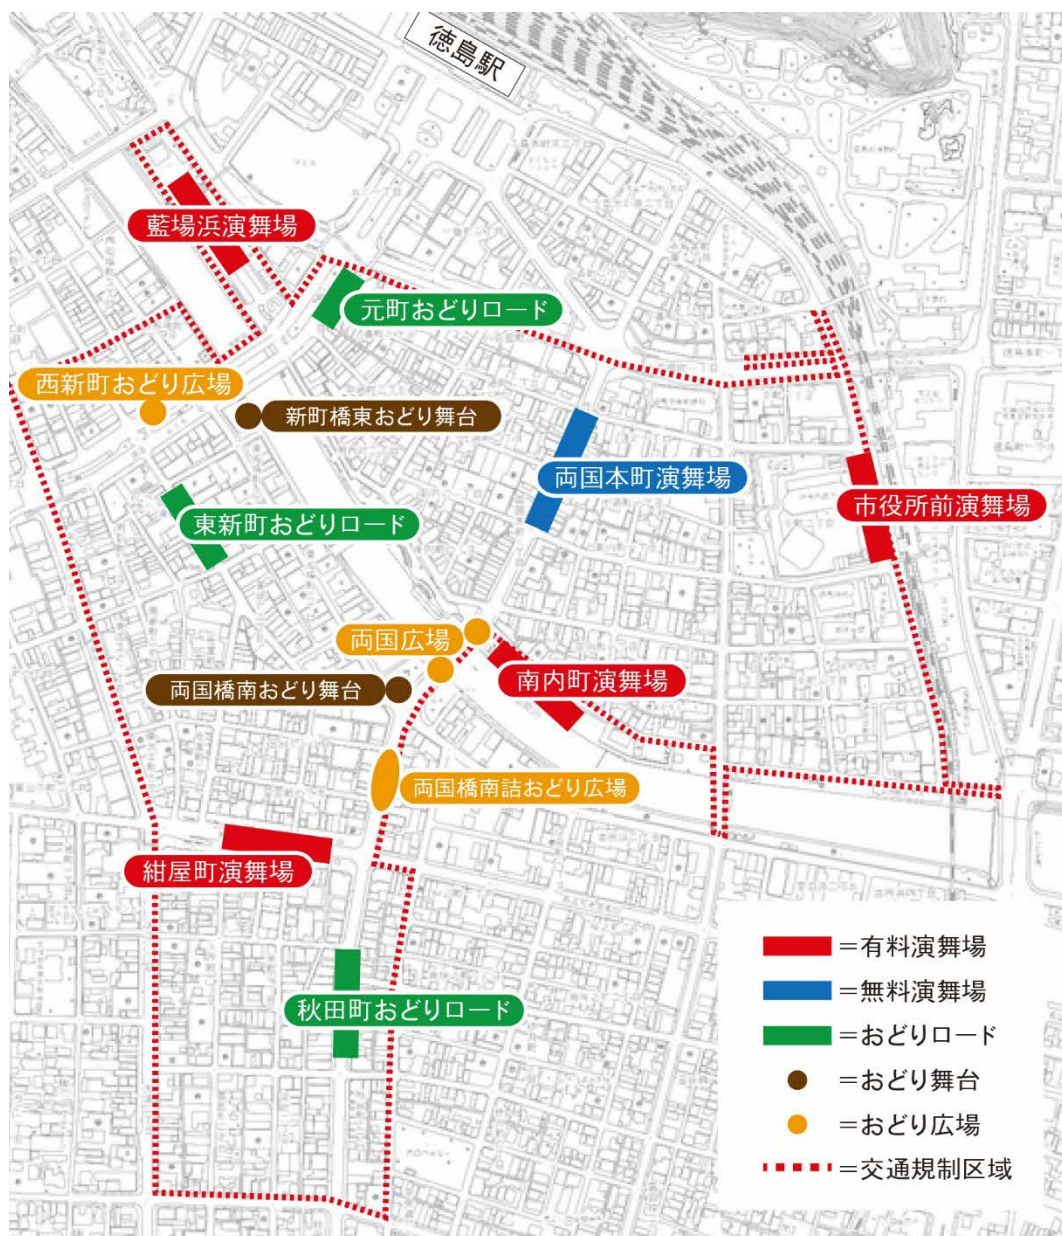 徳島駅
藍場浜演舞場
元町おどりロード
西新町おどり広場
新町橋東おどり舞台
両国本町演舞場
市役所前演舞場
東新町おどりロード
両国広場
南内町演舞場
両国橋南おどり舞台
両国橋南詰おどり広場
紺屋町演舞場
秋田町おどりロード
=有料演舞場
=無料演舞場
=おどりロード
=おどり舞台
=おどり広場
=交通規制区域